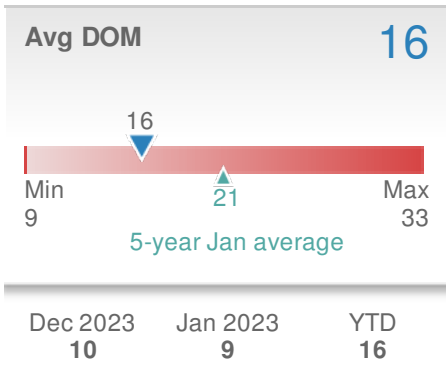 Avg DOM 16
16
Min Max
9 21 33
5-year Jan average
Dec 2023 Jan 2023 YTD
10 9 16